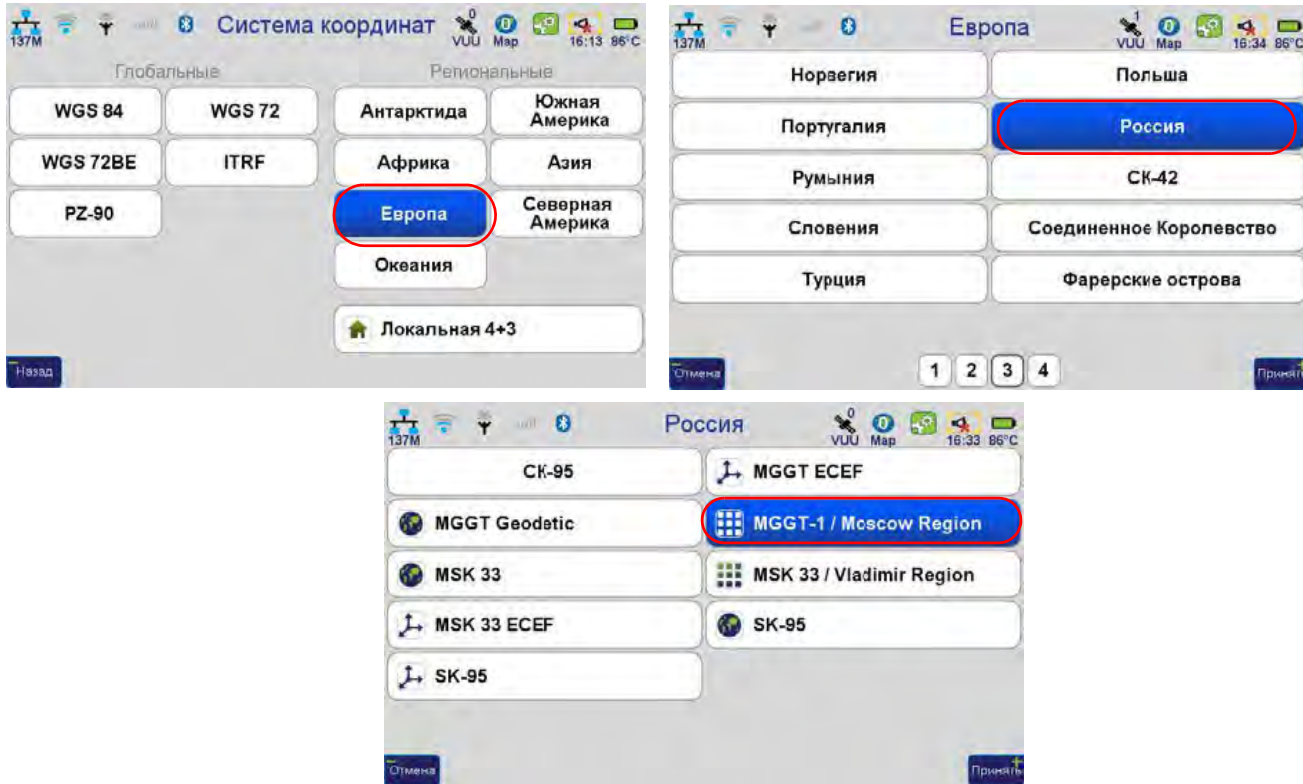 137M
Система координат
0
VUU
Map
16:13 86°C
Глобальные
Региональные
WGS 84
WGS 72
Антарктида
Южная
Америка
WGS 72BE
ITRF
Африка
Азия
PZ-90
Европа
Северная
Америка
Океания
Локальная 4+3
Назад
137M
Европа
1
VUU
Map
16:34 86°C
Норвегия
Польша
Португалия
Россия
Румыния
СК-42
Словения
Соединенное Королевство
Турция
Фарерские острова
Отмена
1 2 3 4
Принять
137M
Россия
0
VUU
Map
16:33 86°C
СК-95
MGGT ECEF
MGGT Geodetic
MGGT-1 / Moscow Region
MSK 33
MSK 33 / Vladimir Region
MSK 33 ECEF
SK-95
SK-95
Отмена
Принять